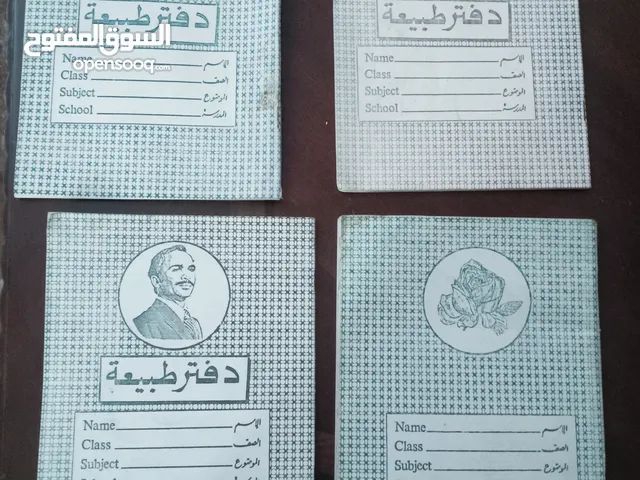 دفتر طبيعة
السوق المفتوح
opensooq.com
Name الاسم
Class الصف
Subject الموضوع
School المدرسة
دفتر طبيعة
Name الاسم
Class الصف
Subject الموضوع
School المدرسة
دفتر طبيعة
Name الاسم
Class الصف
Subject الموضوع
Name الاسم
Class الصف
Subject الموضوع